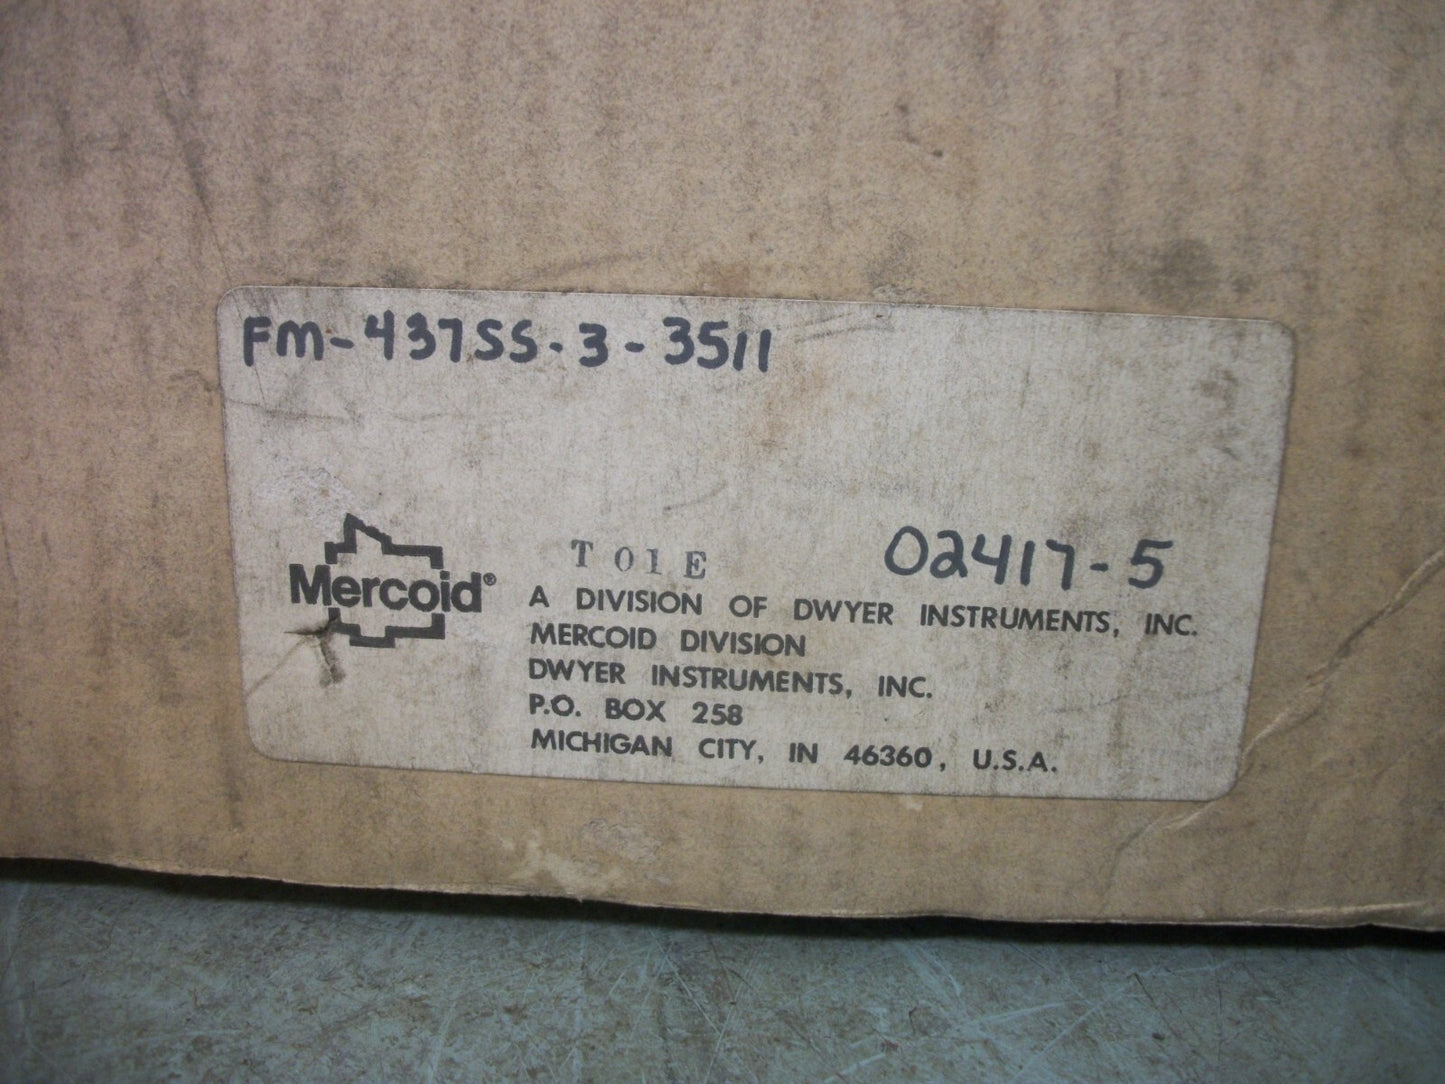 FM-437SS-3-3511
T01E
02417-5
Mercoid®
A DIVISION OF DWYER INSTRUMENTS, INC.
MERCOID DIVISION
DWYER INSTRUMENTS, INC.
P.O. BOX 258
MICHIGAN CITY, IN 46360, U.S.A.